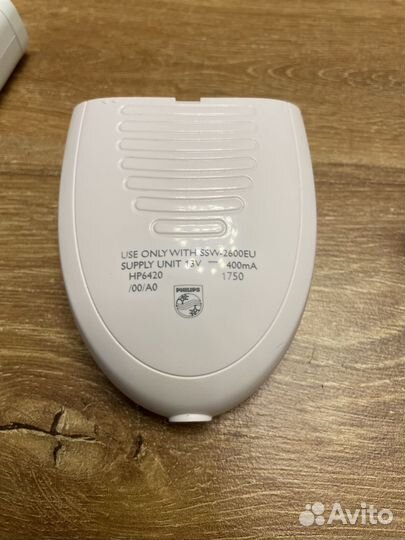 USE ONLY WITH SSW-2600EU
SUPPLY UNIT 13V ⎓ 400mA
HP6420 1750
/00/A0
PHILIPS
Avito